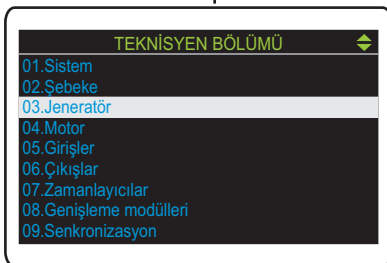 TEKNİSYEN BÖLÜMÜ
01.Sistem
02.Şebeke
03.Jeneratör
04.Motor
05.Girişler
06.Çıkışlar
07.Zamanlayıcılar
08.Genişleme modülleri
09.Senkronizasyon